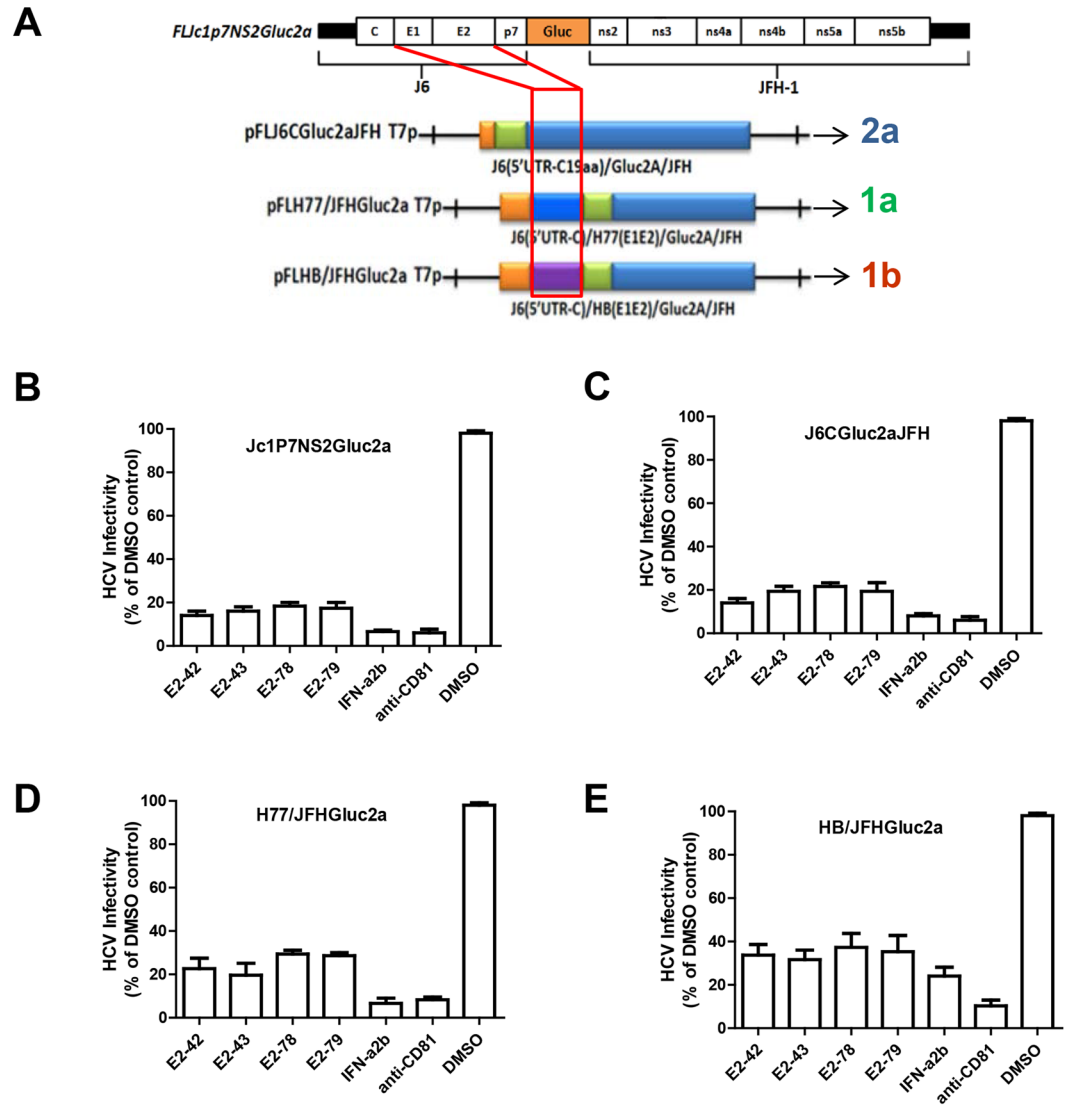 A
FLJc1p7NS2Gluc2a
C E1 E2 p7 Gluc ns2 ns3 ns4a ns4b ns5a ns5b
J6 JFH-1
pFLJ6CGluc2aJFH T7p 2a
J6(5'UTR-C19aa)/Gluc2A/JFH
pFLH77/JFHGluc2a T7p 1a
J6(5'UTR-C)/H77(E1E2)/Gluc2A/JFH
pFLHB/JFHGluc2a T7p 1b
J6(5'UTR-C)/HB(E1E2)/Gluc2A/JFH
B
Jc1P7NS2Gluc2a
HCV Infectivity
(% of DMSO control)
100
80
60
40
20
0
E2-42 E2-43 E2-78 E2-79 IFN-a2b anti-CD81 DMSO
C
J6CGluc2aJFH
HCV Infectivity
(% of DMSO control)
100
80
60
40
20
0
E2-42 E2-43 E2-78 E2-79 IFN-a2b anti-CD81 DMSO
D
H77/JFHGluc2a
HCV Infectivity
(% of DMSO control)
100
80
60
40
20
0
E2-42 E2-43 E2-78 E2-79 IFN-a2b anti-CD81 DMSO
E
HB/JFHGluc2a
HCV Infectivity
(% of DMSO control)
100
80
60
40
20
0
E2-42 E2-43 E2-78 E2-79 IFN-a2b anti-CD81 DMSO